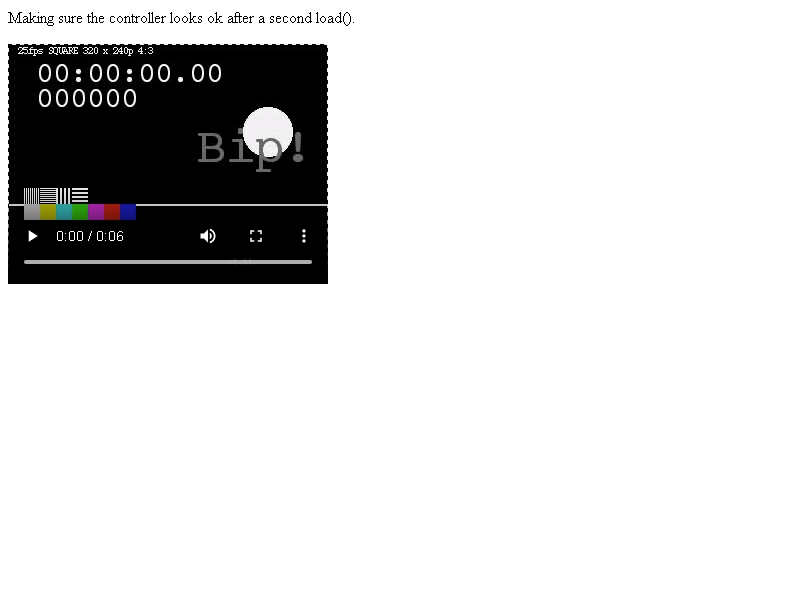 Making sure the controller looks ok after a second load().
25fps SQUARE 320 x 240p 4:3
00:00:00.00
000000
Bip!
0:00 / 0:06